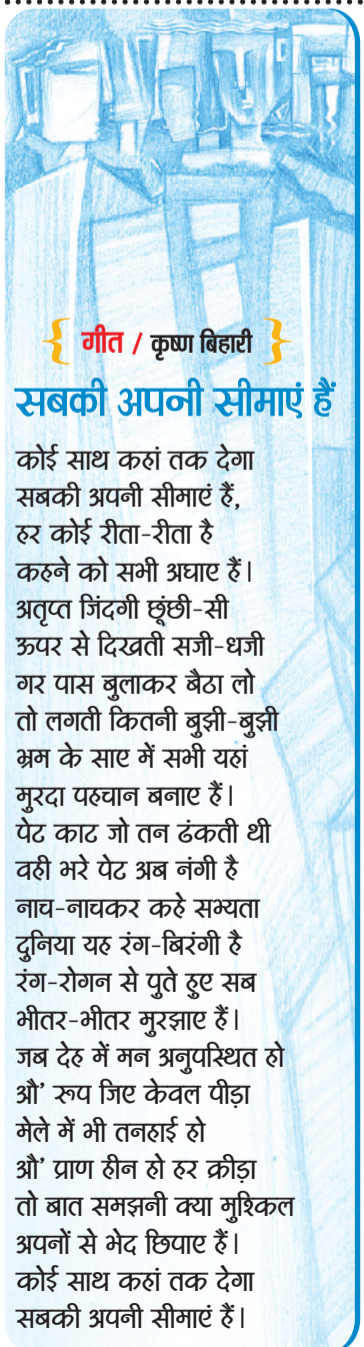 { गीत / कृष्ण बिहारी }
सबकी अपनी सीमाएं हैं
कोई साथ कहां तक देगा
सबकी अपनी सीमाएं हैं,
हर कोई रीता-रीता है
कहने को सभी अघाए हैं।
अतृप्त जिंदगी छूंछी-सी
ऊपर से दिखती सजी-धजी
गर पास बुलाकर बैठा लो
तो लगती कितनी बुझी-बुझी
भ्रम के साए में सभी यहां
मुरदा पहचान बनाए हैं।
पेट काट जो तन ढंकती थी
वही भरे पेट अब नंगी है
नाच-नाचकर कहे सभ्यता
दुनिया यह रंग-बिरंगी है
रंग-रोगन से पुते हुए सब
भीतर-भीतर मुरझाए हैं।
जब देह में मन अनुपस्थित हो
औ’ रूप जिए केवल पीड़ा
मेले में भी तनहाई हो
औ’ प्राण हीन हो हर क्रीड़ा
तो बात समझनी क्या मुश्किल
अपनों से भेद छिपाए हैं।
कोई साथ कहां तक देगा
सबकी अपनी सीमाएं हैं।